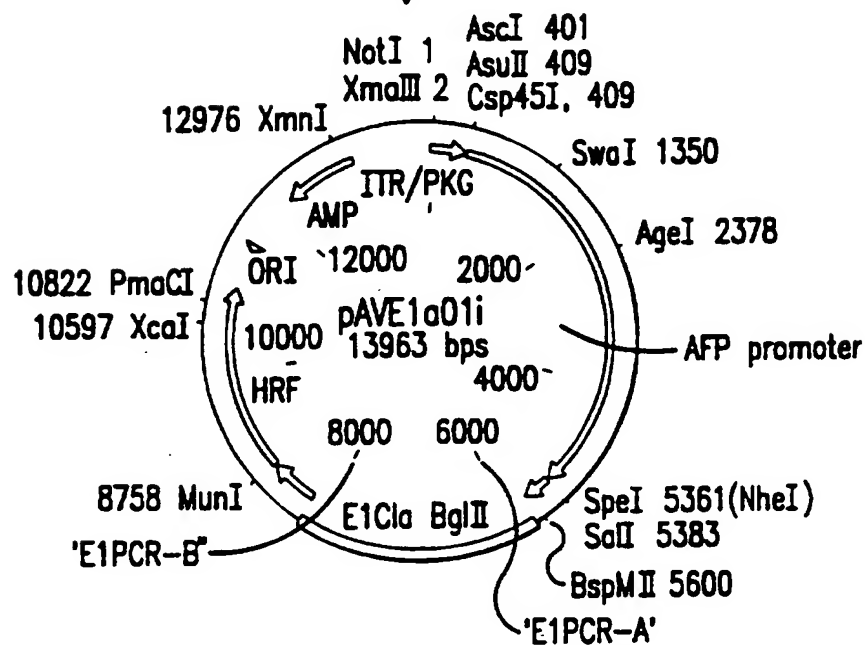 AscI 401
NotI 1 AsuII 409
XmaIII 2 Csp45I, 409
12976 XmnI
SwaI 1350
ITR/PKG
AMP
AgeI 2378
ORI 12000 2000
10822 PmaCI
pAVE1a01i
10597 XcaI
10000 13963 bps
AFP promoter
4000
HRF
8000 6000
8758 MunI
E1Cla BglII
SpeI 5361(NheI)
SalI 5383
'E1PCR-B"
BspMII 5600
'E1PCR-A'